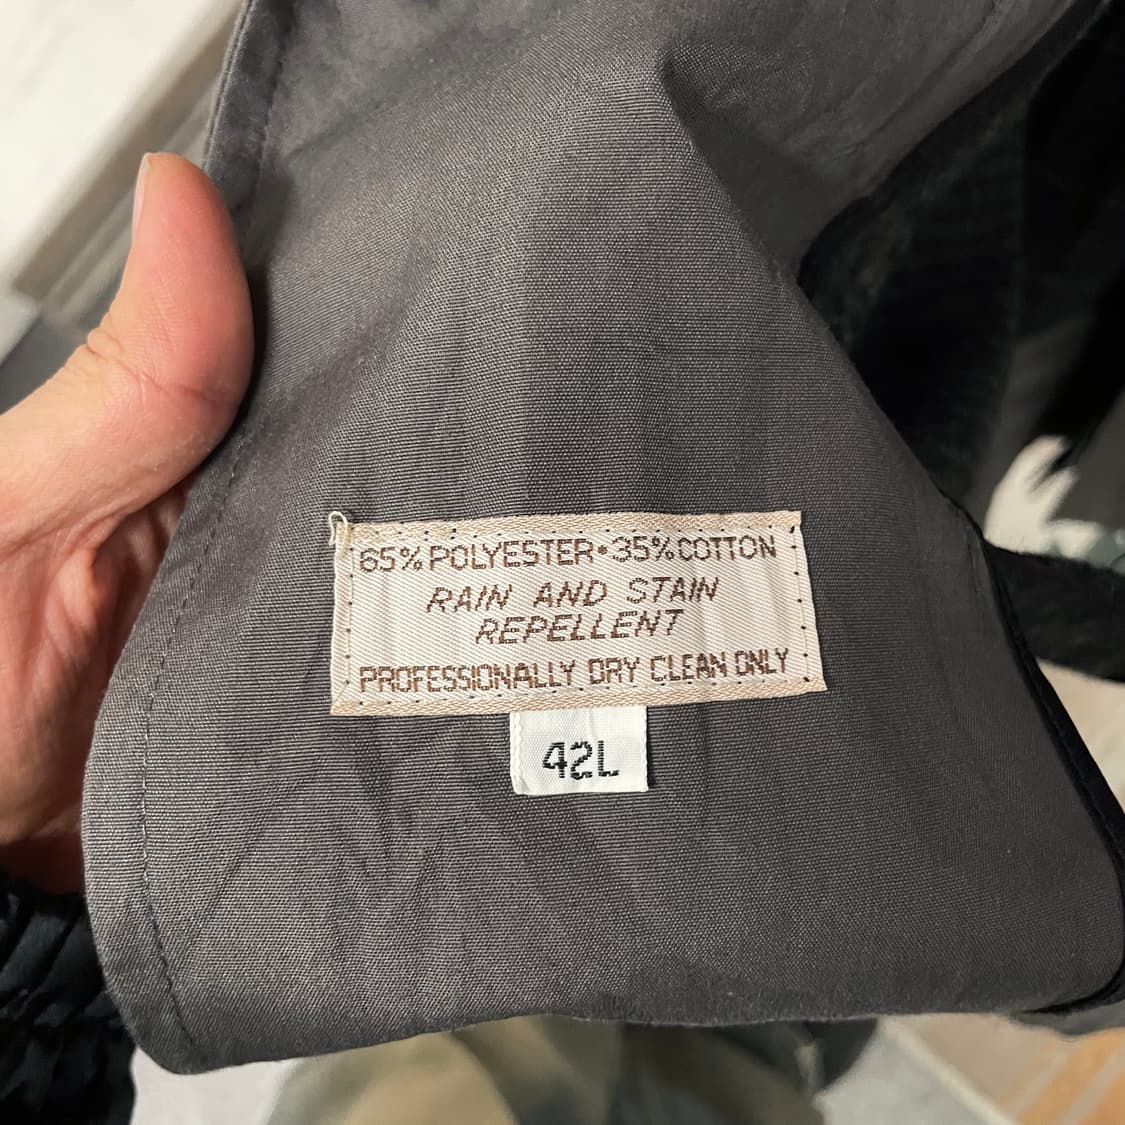 65% POLYESTER • 35% COTTON
RAIN AND STAIN
REPELLENT
PROFESSIONALLY DRY CLEAN ONLY
42L